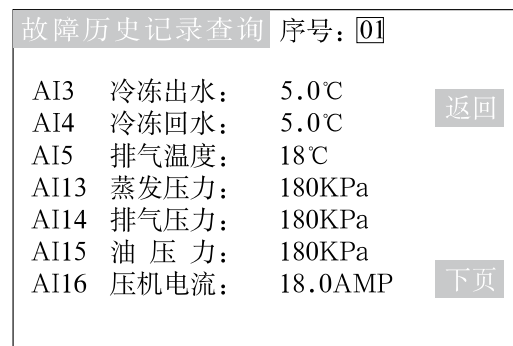 故障历史记录查询 序号：01
AI3 冷冻出水： 5.0℃
返回
AI4 冷冻回水： 5.0℃
AI5 排气温度： 18℃
AI13 蒸发压力： 180KPa
AI14 排气压力： 180KPa
AI15 油 压 力： 180KPa
AI16 压机电流： 18.0AMP 下页